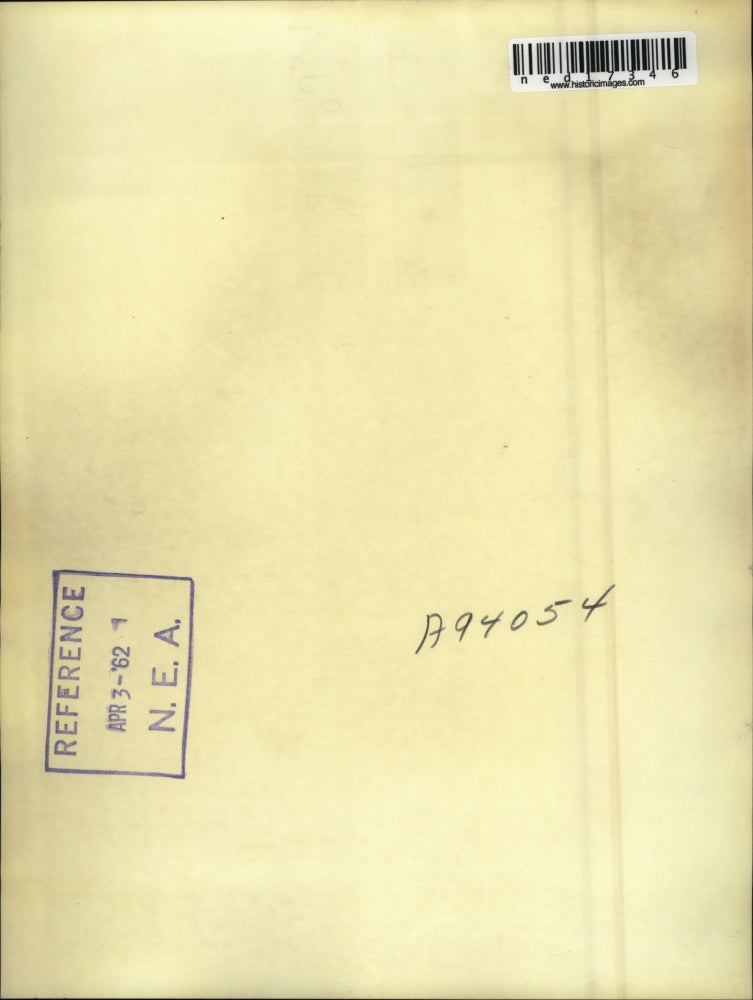 ned17346
www.historicimages.com
A94054
REFERENCE
APR 3-'62
N. E. A.